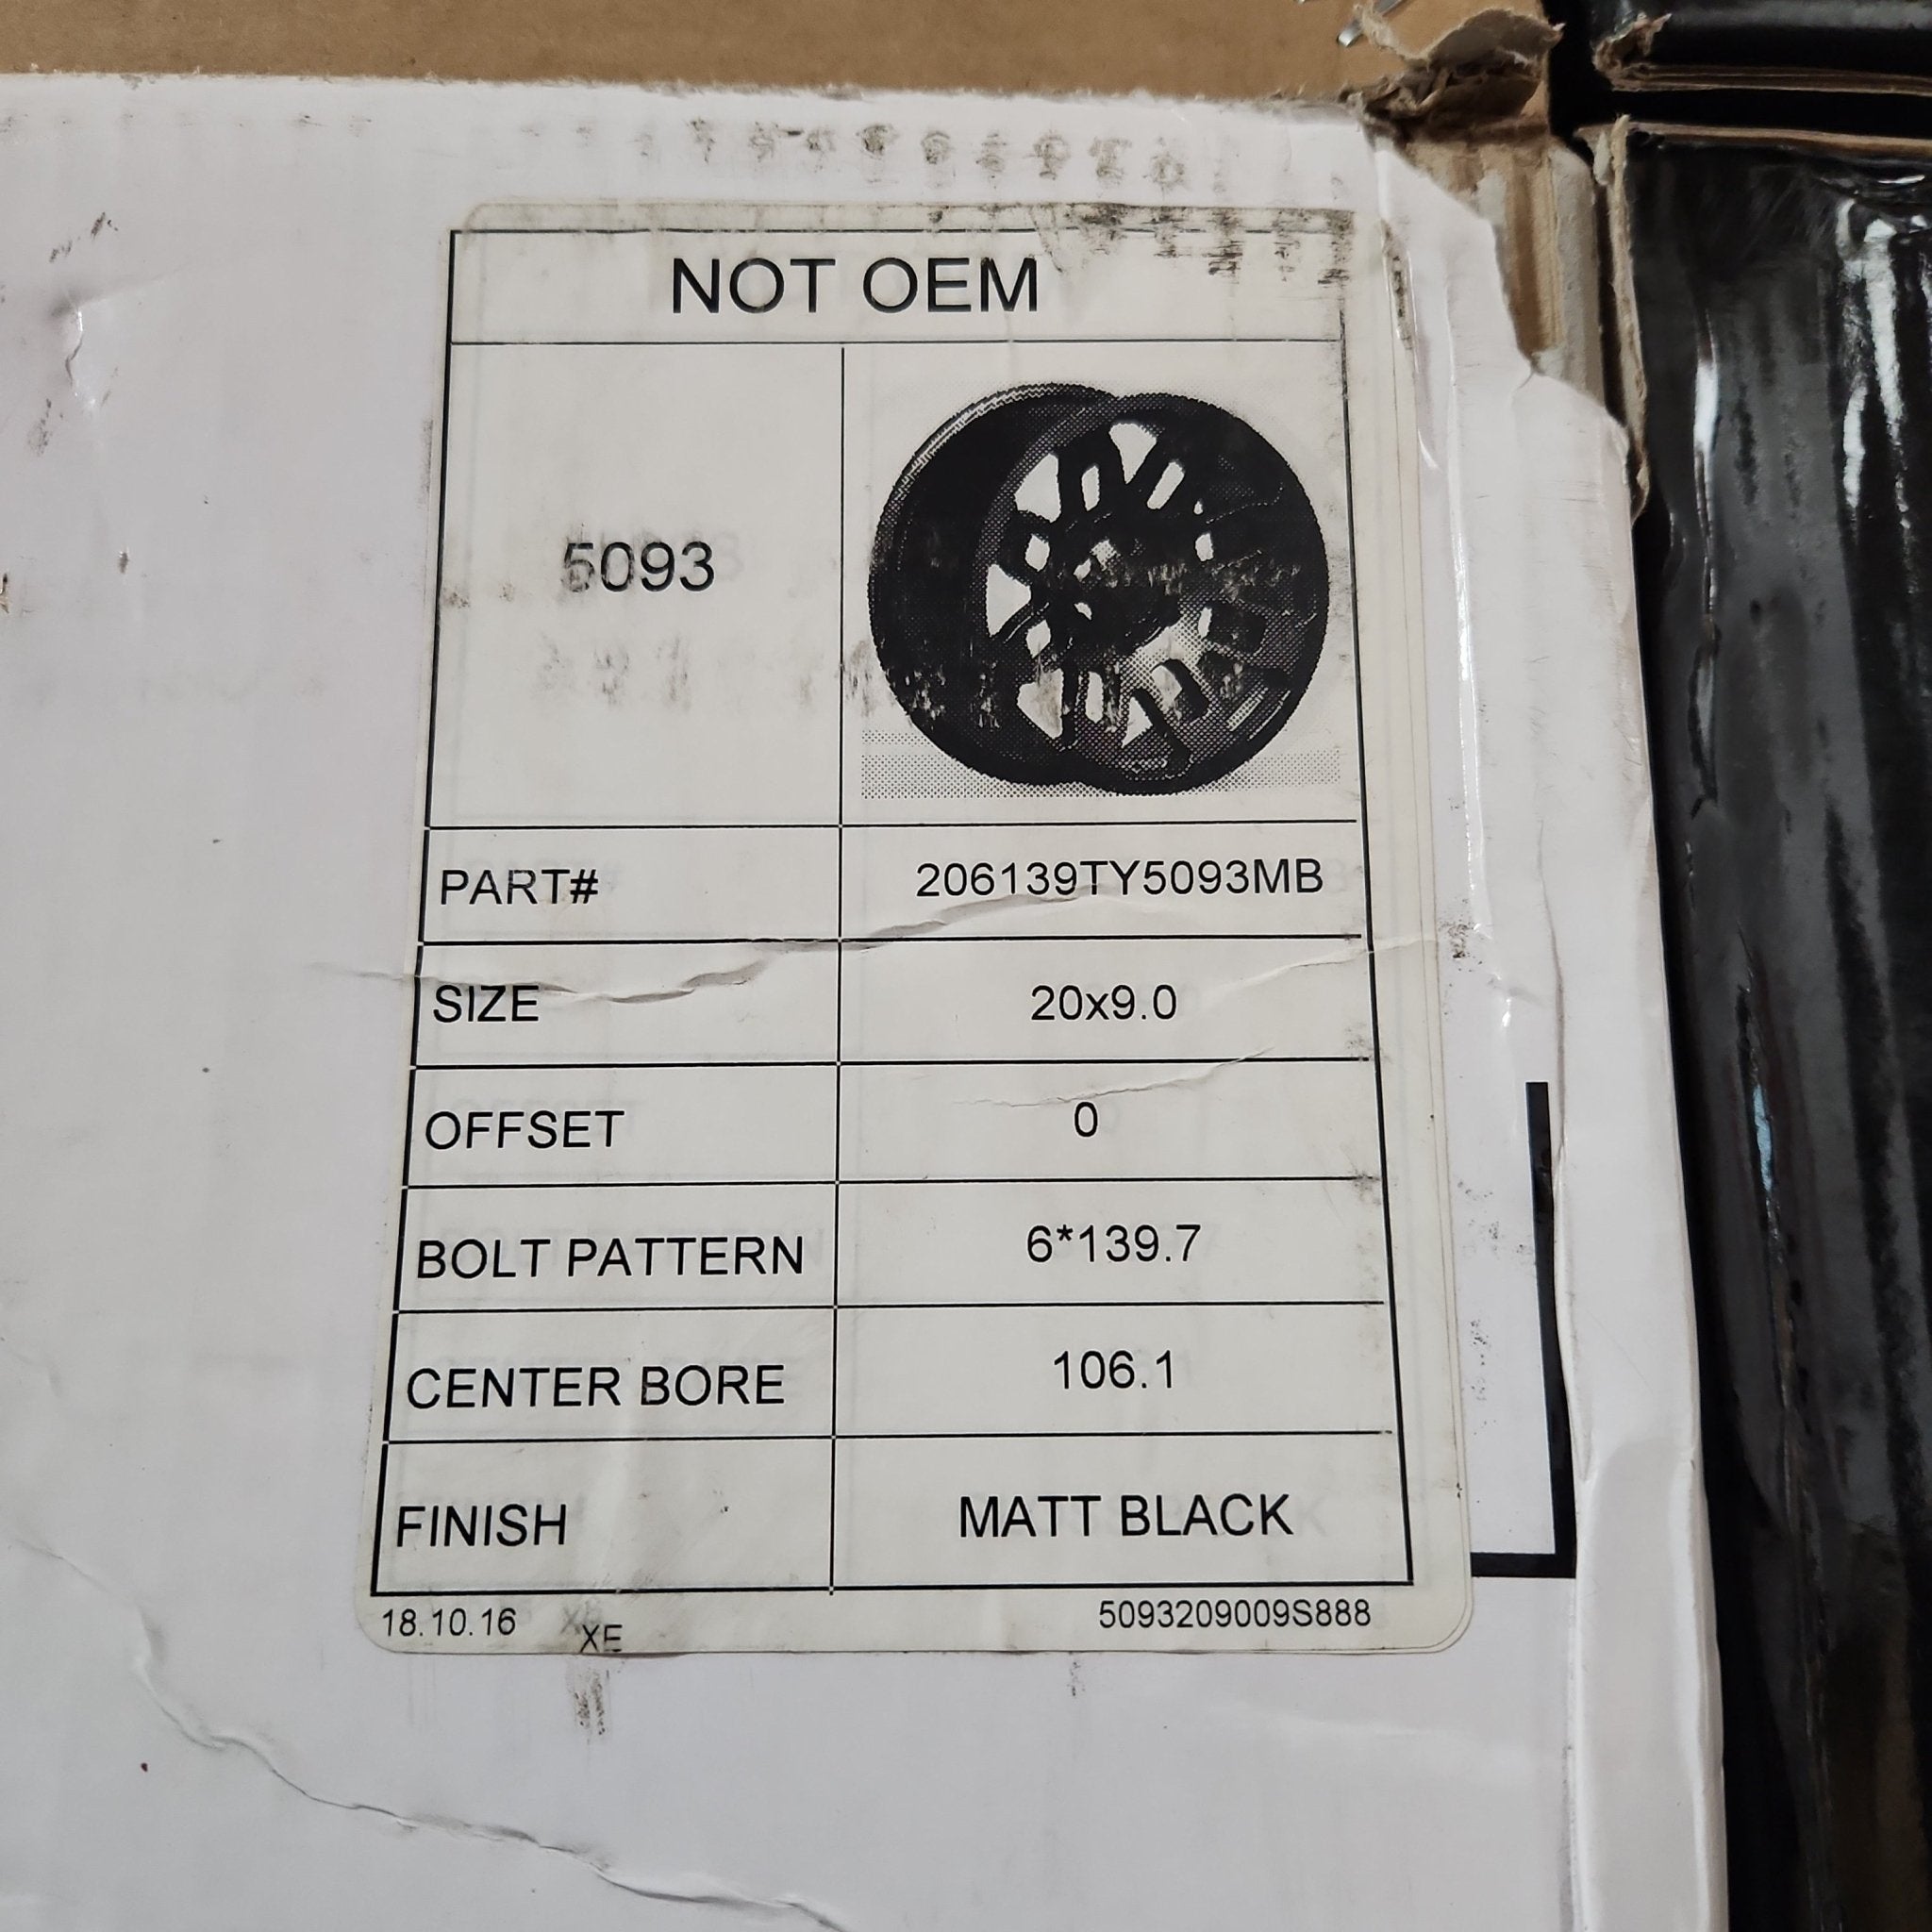 NOT OEM
5093
PART# 206139TY5093MB
SIZE 20x9.0
OFFSET 0
BOLT PATTERN 6*139.7
CENTER BORE 106.1
FINISH MATT BLACK
18.10.16 XE 5093209009S888